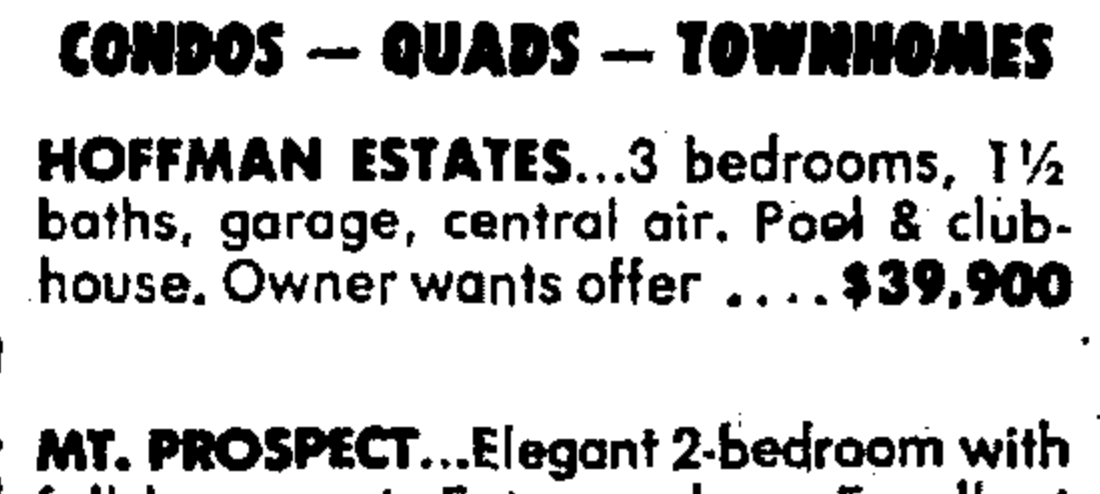 CONDOS — QUADS — TOWNHOMES
HOFFMAN ESTATES...3 bedrooms, 1½
baths, garage, central air. Pool & club-
house. Owner wants offer ....$39,900
MT. PROSPECT...Elegant 2-bedroom with